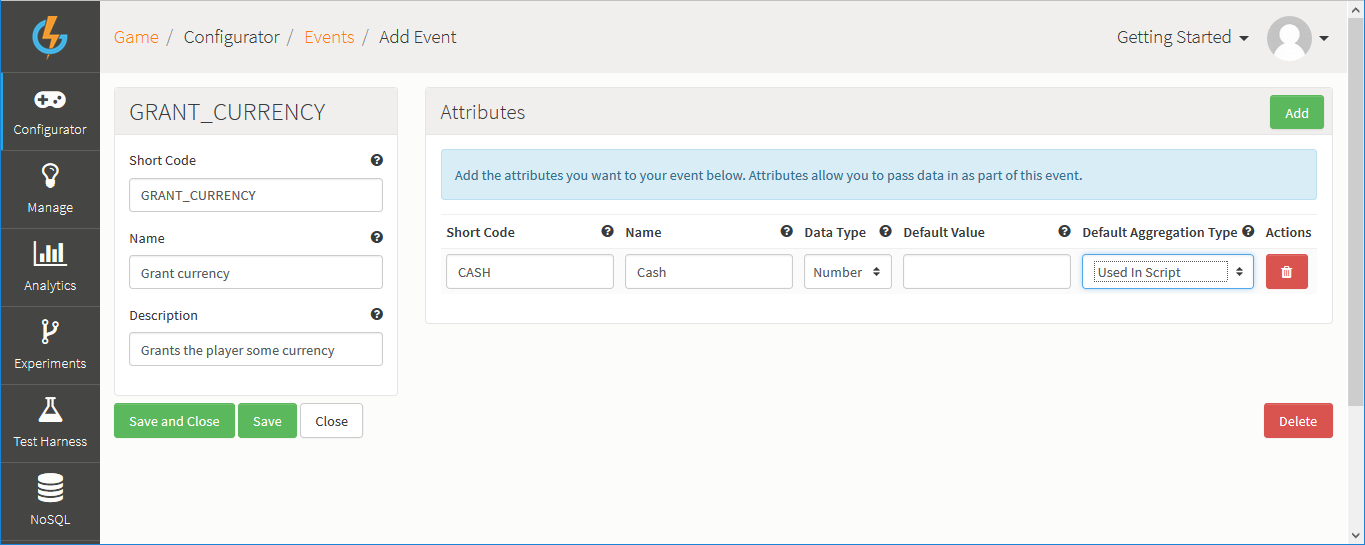 Game / Configurator / Events / Add Event
Getting Started
Configurator
Manage
Analytics
Experiments
Test Harness
NoSQL
GRANT_CURRENCY
Short Code
GRANT_CURRENCY
Name
Grant currency
Description
Grants the player some currency
Save and Close Save Close
Attributes
Add
Add the attributes you want to your event below. Attributes allow you to pass data in as part of this event.
Short Code Name Data Type Default Value Default Aggregation Type Actions
CASH Cash Number Used In Script
Delete